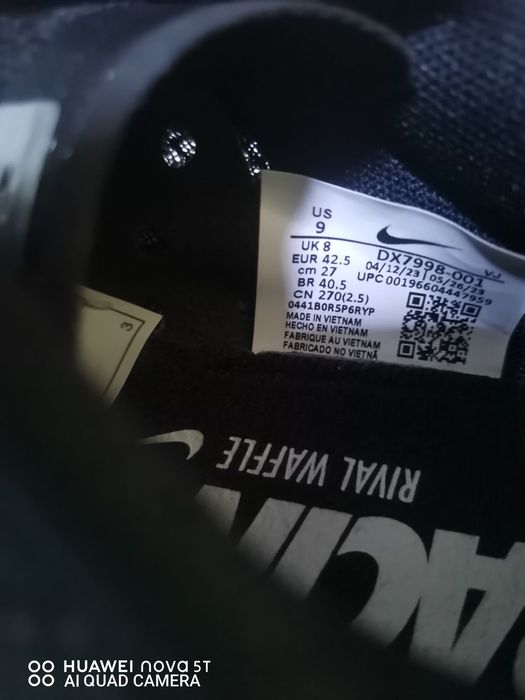 US
9
UK 8
EUR 42.5
cm 27
BR 40.5
CN 270(2.5)
0441B0RSP6RYP
MADE IN VIETNAM
HECHO EN VIETNAM
FABRIQUE AU VIETNAM
FABRICADO NO VIETNÃ
DX7998-001 VJ
04/12/23 | 05/26/23
UPC 00196604447959
3
RIVAL WAFFLE
HUAWEI nova 5T
AI QUAD CAMERA